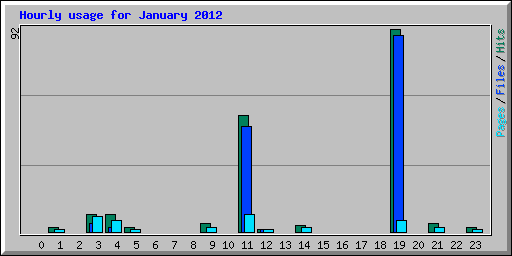 Hourly usage for January 2012
92
Pages/Files/Hits
0 1 2 3 4 5 6 7 8 9 10 11 12 13 14 15 16 17 18 19 20 21 22 23